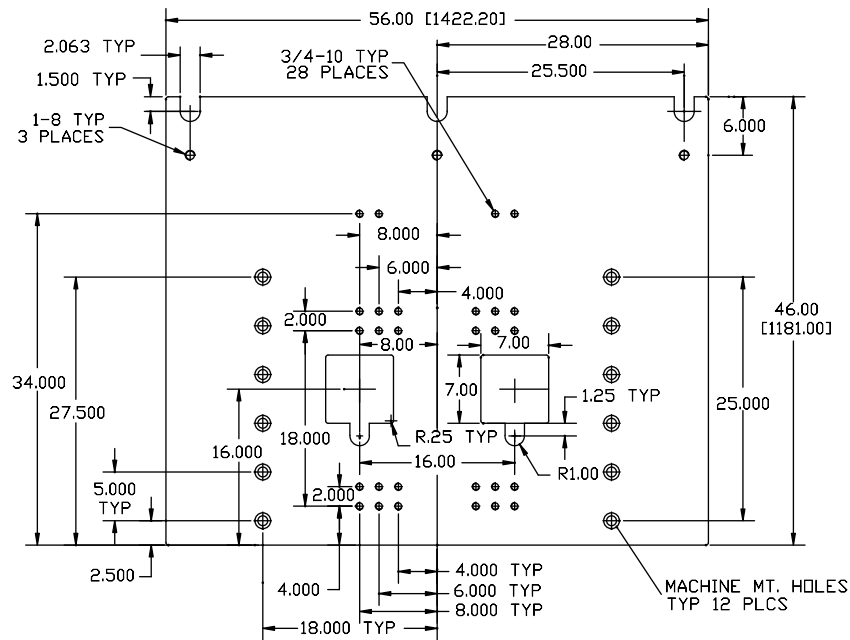 56.00 [1422.20]
2.063 TYP
28.00
3/4-10 TYP
28 PLACES
25.500
1.500 TYP
1-8 TYP
3 PLACES
6.000
8.000
6.000
4.000
2.000
8.00
7.00
46.00
[1181.00]
34.000
7.00
1.25 TYP
27.500
25.000
18.000
R.25 TYP
16.000
16.00
R1.00
5.000
TYP
2.000
2.500
4.000
4.000 TYP
6.000 TYP
8.000 TYP
18.000 TYP
MACHINE MT. HOLES
TYP 12 PLCS